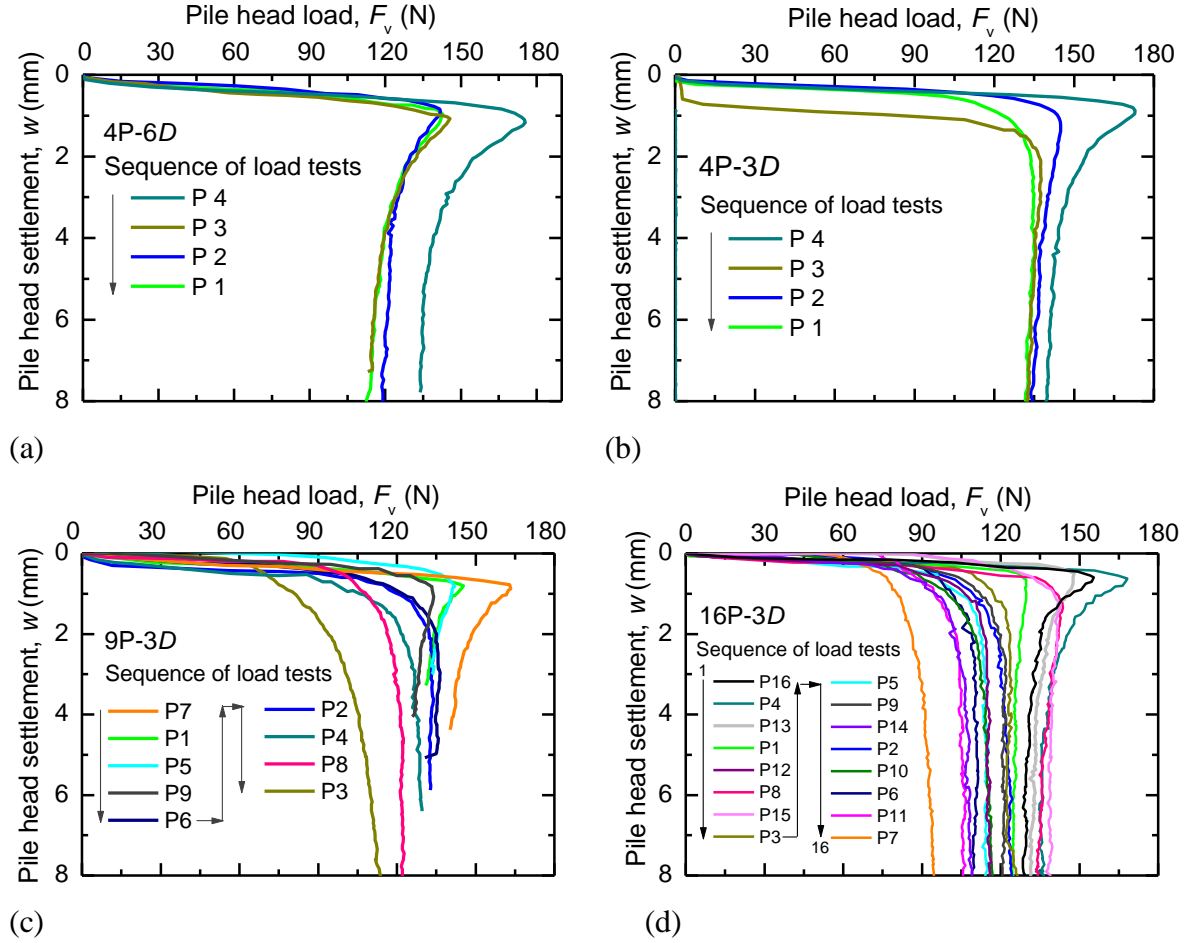 Pile head load, Fv (N)
0 30 60 90 120 150 180
Pile head settlement, w (mm)
0
2
4
6
8
4P-6D
Sequence of load tests
P 4
P 3
P 2
P 1
(a)
Pile head load, Fv (N)
0 30 60 90 120 150 180
Pile head settlement, w (mm)
0
2
4
6
8
4P-3D
Sequence of load tests
P 4
P 3
P 2
P 1
(b)
Pile head load, Fv (N)
0 30 60 90 120 150 180
Pile head settlement, w (mm)
0
2
4
6
8
9P-3D
Sequence of load tests
P7 P2
P1 P4
P5 P8
P9 P3
P6
(c)
Pile head load, Fv (N)
0 30 60 90 120 150 180
Pile head settlement, w (mm)
0
2
4
6
8
16P-3D
Sequence of load tests
1
P16 P5
P4 P9
P13 P14
P1 P2
P12 P10
P8 P6
P15 P11
P3 P7
16
(d)